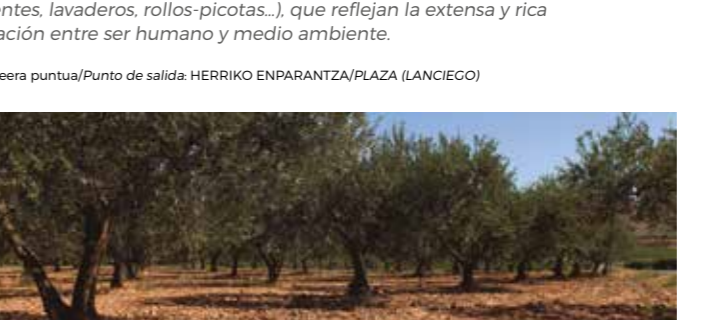 ntes, lavaderos, rollos-picotas...), que reflejan la extensa y rica
ación entre ser humano y medio ambiente.
eera puntua/Punto de salida: HERRIKO ENPARANTZA/PLAZA (LANCIEGO)